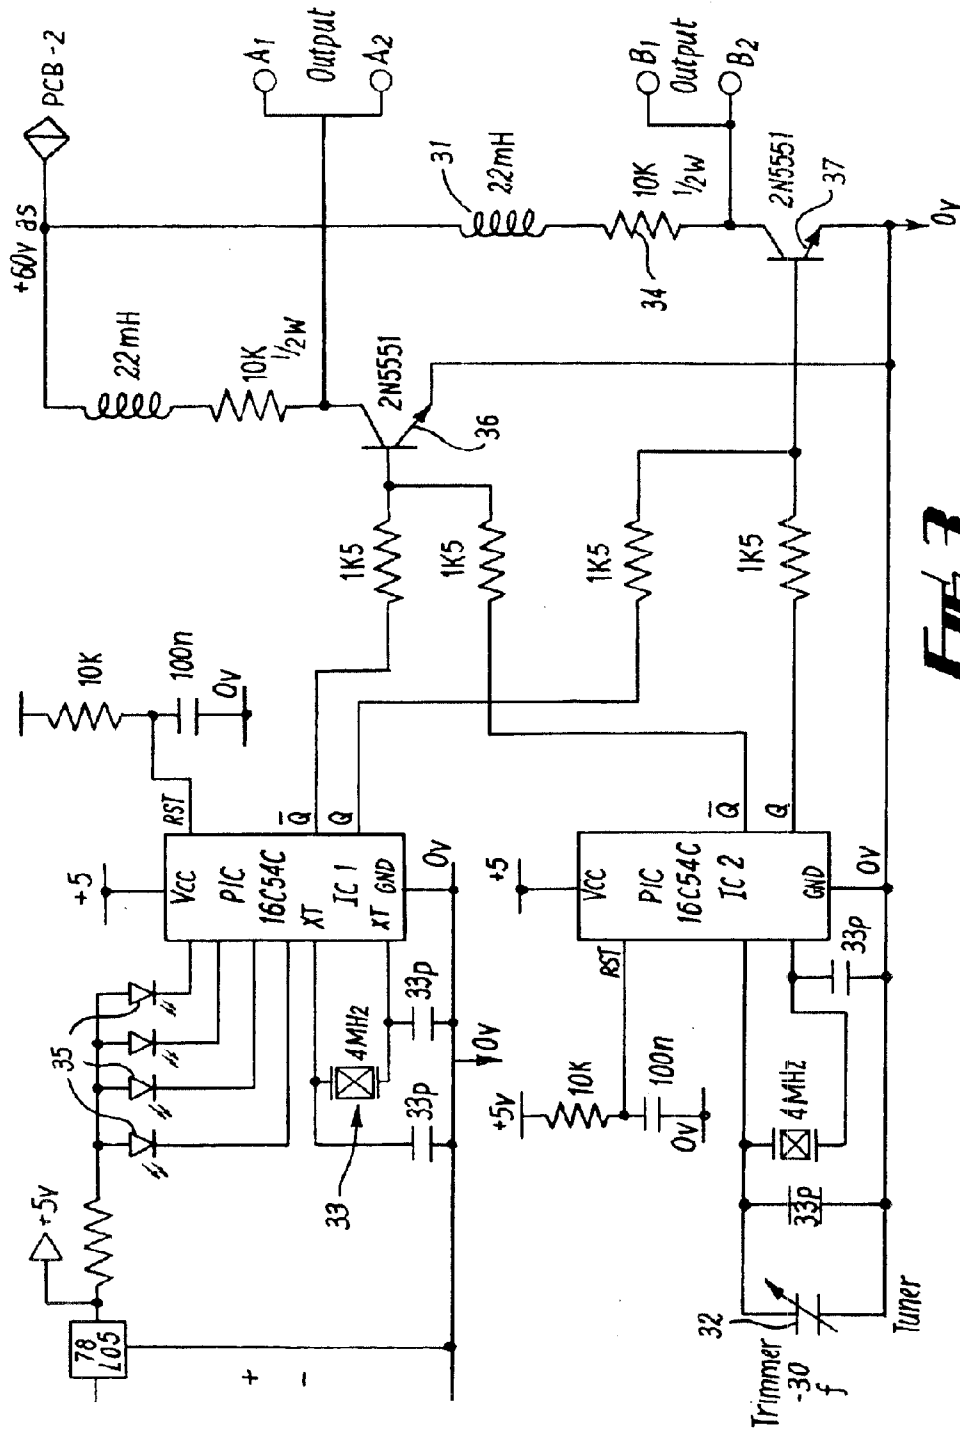 78
L05
+5v
+
-
35
+5
VCC
RST
10K
100n
0v
PIC
16C54C
IC 1
XT
XT
GND
Q
Q
0v
33
4MHz
33p
33p
0v
1K5
1K5
1K5
1K5
+60v as
PCB-2
22mH
10K
1/2W
2N5551
36
A1
Output
A2
31
22mH
34
10K
1/2W
B1
Output
B2
2N5551
37
0v
Trimmer
-30
f
32
Tuner
33p
4MHz
33p
+5v
10K
100n
0v
RST
+5
VCC
PIC
16C54C
IC 2
GND
Q
Q
0v
Fig. 3